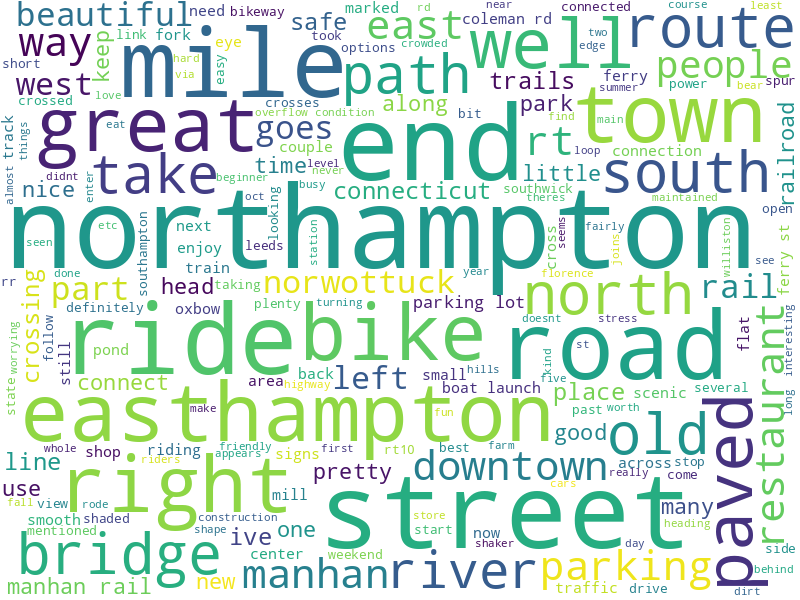 beautiful
need
bikeway
marked
rd
near
connected
course
least
link
fork
safe
took
east
coleman rd
two
edge
way
mile
well
route
short
keep
eye
easy
options
crowded
path
trails
ferry
summer
people
spur
west
via
hard
love
along
park
power
bear
crossed
great
crosses
overflow condition
goes
couple
eat
bit
end
find
rt
main
loop
town
connection
track
things
almost
take
time
level
never
railroad
didnt
enter
nice
beginner
oct
busy
connecticut
little
southwick
theres
south
maintained
open
northampton
seen
etc
southampton
next
enjoy
leeds
looking
station
cross
seems
fairly
joins
williston
see
ferry st
rr
done
train
year
florence
crossing
part
head
taking
norwottuck
north
rail
definitely
oxbow
plenty
turning
parking lot
doesnt
stress
flat
interesting
state
worrying
follow
still
pond
ride
bike
road
kind
st
five
connect
area
back
highway
left
small
hills
boat launch
place
scenic
several
long
make
easthampton
fun
past
worth
old
restaurant
paved
whole
shop
riding
friendly
appears
first
signs
rt10
best
farm
good
across
stop
line
right
riders
pretty
downtown
really
come
use
fall
view
rode
mill
street
cars
many
smooth
shaded
construction
shape
ive
one
store
start
now
day
heading
mentioned
center
weekend
shaker
side
bridge
manhan
river
parking
behind
manhan rail
new
traffic
drive
dirt